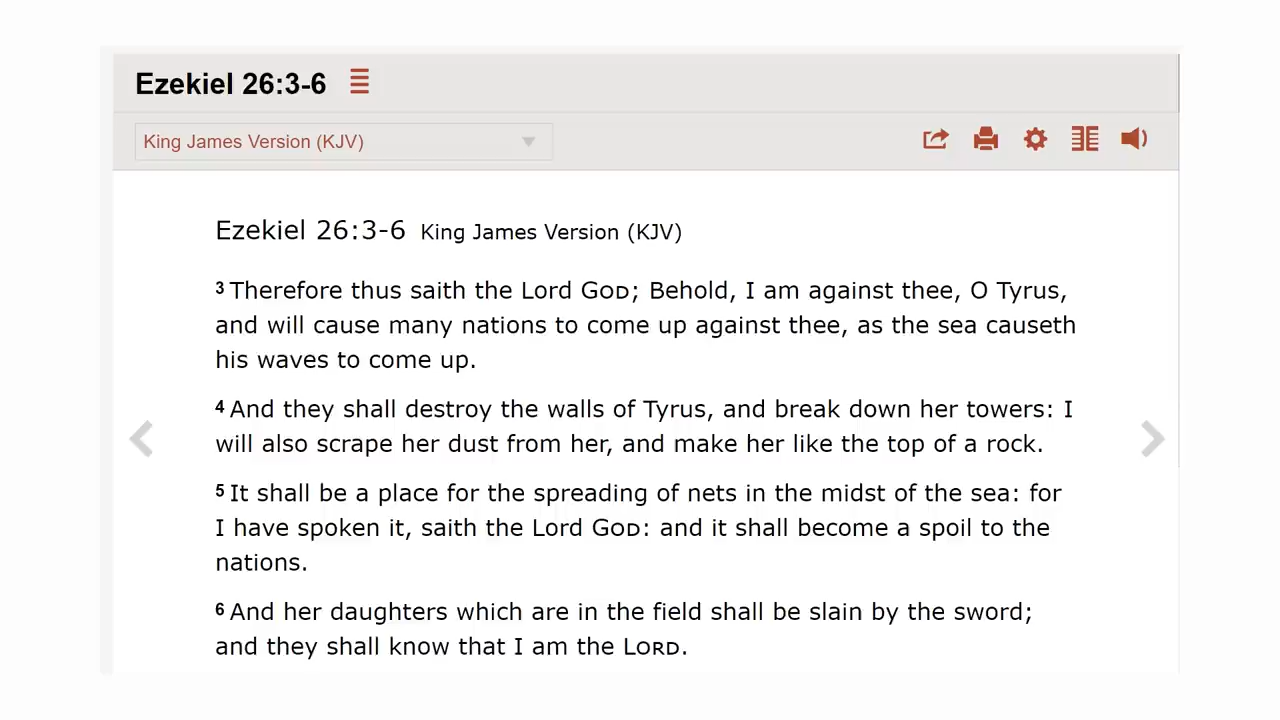 Ezekiel 26:3-6
King James Version (KJV)
Ezekiel 26:3-6 King James Version (KJV)
3 Therefore thus saith the Lord GOD; Behold, I am against thee, O Tyrus,
and will cause many nations to come up against thee, as the sea causeth
his waves to come up.
4 And they shall destroy the walls of Tyrus, and break down her towers: I
will also scrape her dust from her, and make her like the top of a rock.
5 It shall be a place for the spreading of nets in the midst of the sea: for
I have spoken it, saith the Lord GOD: and it shall become a spoil to the
nations.
6 And her daughters which are in the field shall be slain by the sword;
and they shall know that I am the LORD.